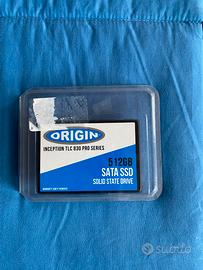 ORIGIN
INCEPTION TLC 830 PRO SERIES
512GB
SATA SSD
SOLID STATE DRIVE
subito